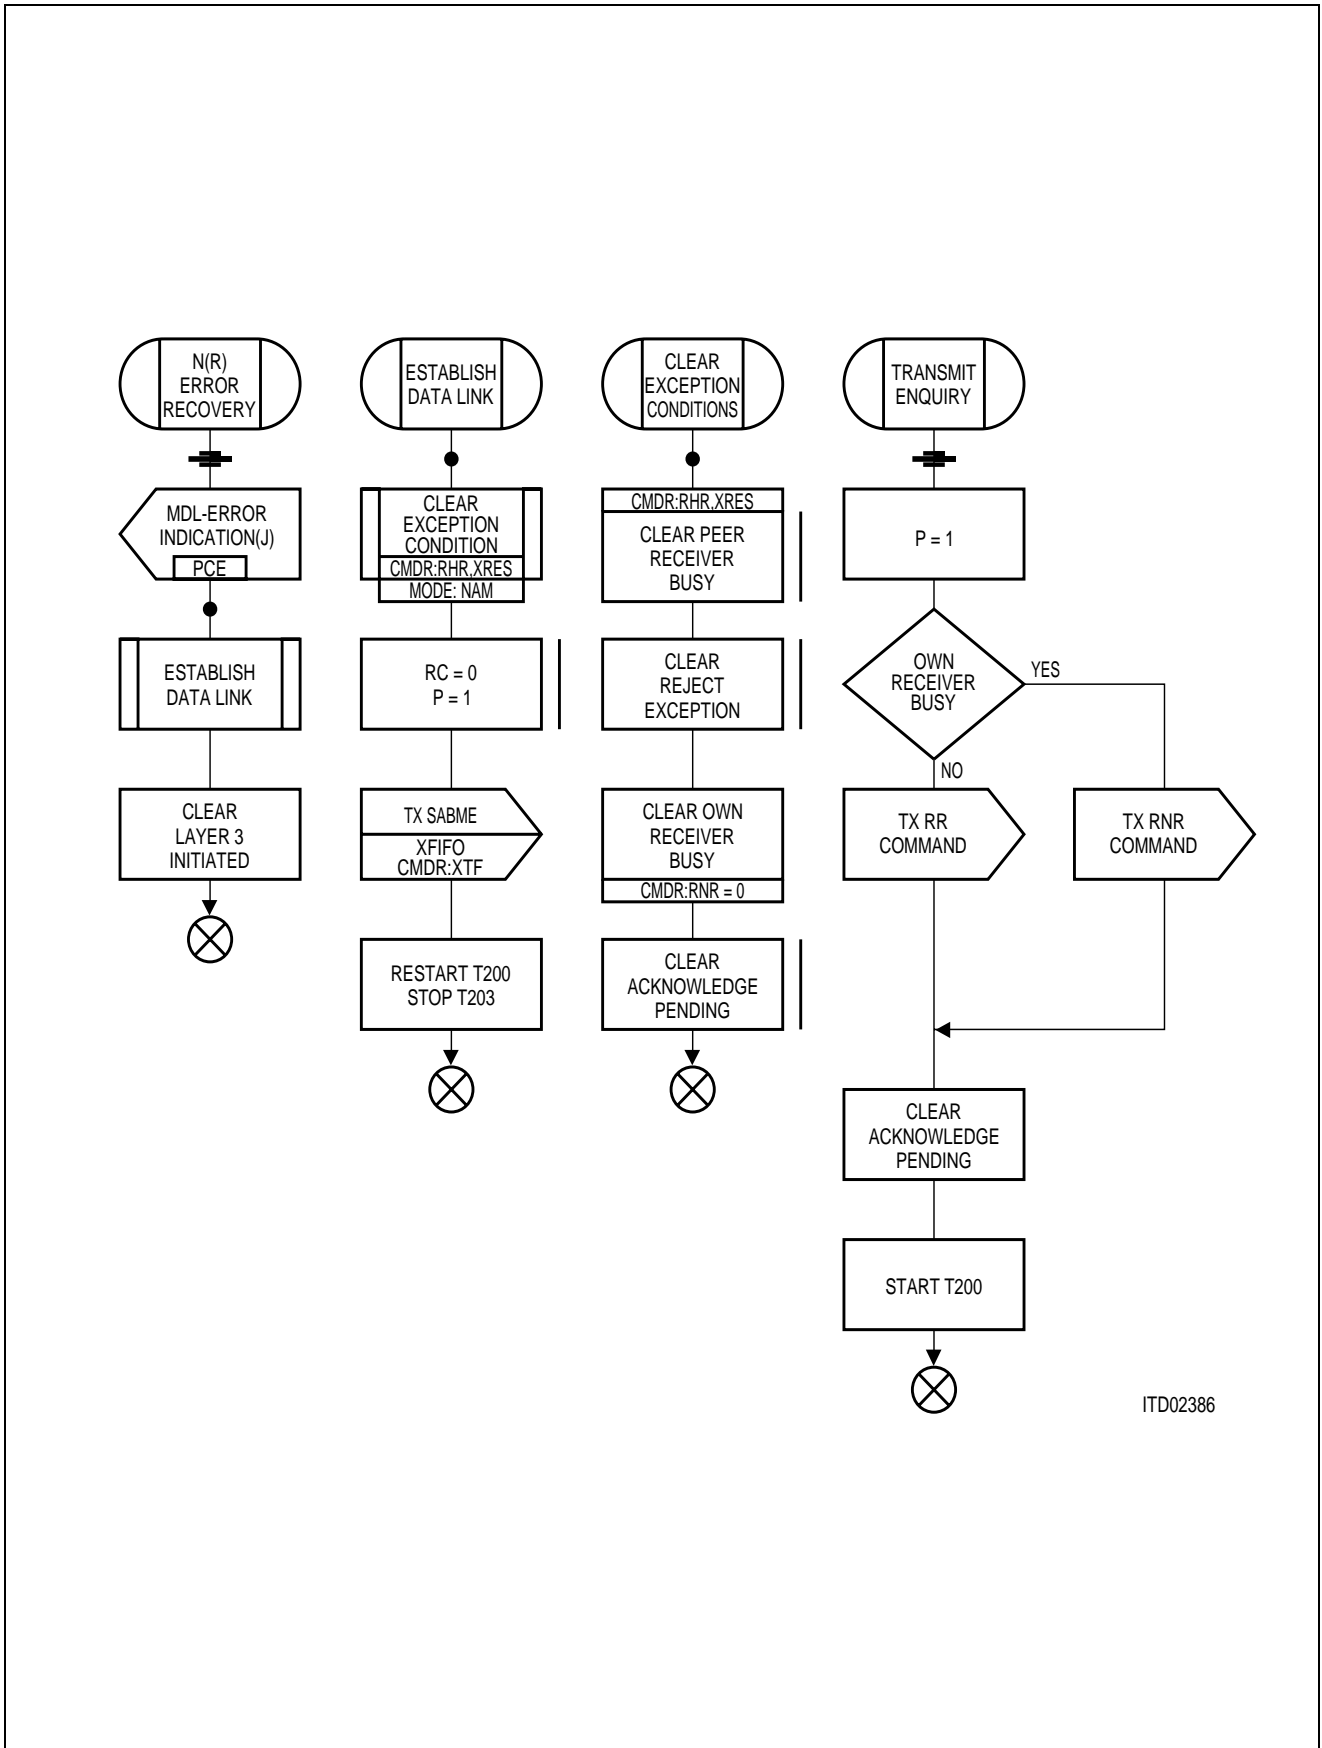 N(R)
ERROR
RECOVERY
MDL-ERROR
INDICATION(J)
PCE
ESTABLISH
DATA LINK
CLEAR
LAYER 3
INITIATED
ESTABLISH
DATA LINK
CLEAR
EXCEPTION
CONDITION
CMDR:RHR,XRES
MODE: NAM
RC = 0
P = 1
TX SABME
XFIFO
CMDR:XTF
RESTART T200
STOP T203
CLEAR
EXCEPTION
CONDITIONS
CMDR:RHR,XRES
CLEAR PEER
RECEIVER
BUSY
CLEAR
REJECT
EXCEPTION
CLEAR OWN
RECEIVER
BUSY
CMDR:RNR = 0
CLEAR
ACKNOWLEDGE
PENDING
TRANSMIT
ENQUIRY
P = 1
OWN
RECEIVER
BUSY
YES
NO
TX RR
COMMAND
TX RNR
COMMAND
CLEAR
ACKNOWLEDGE
PENDING
START T200
ITD02386